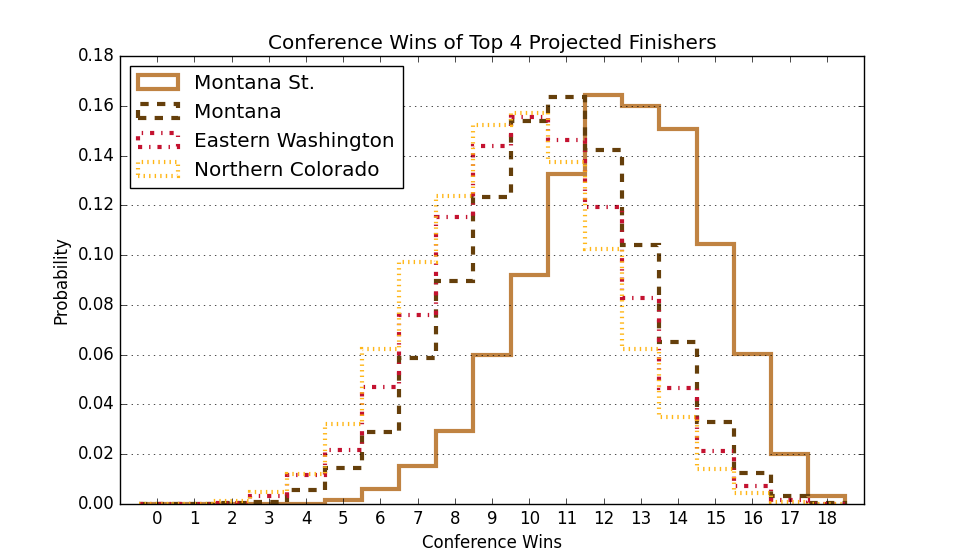 Conference Wins of Top 4 Projected Finishers
0.18
0.16
0.14
0.12
0.10
0.08
0.06
0.04
0.02
0.00
Probability
Montana St.
Montana
Eastern Washington
Northern Colorado
0 1 2 3 4 5 6 7 8 9 10 11 12 13 14 15 16 17 18
Conference Wins